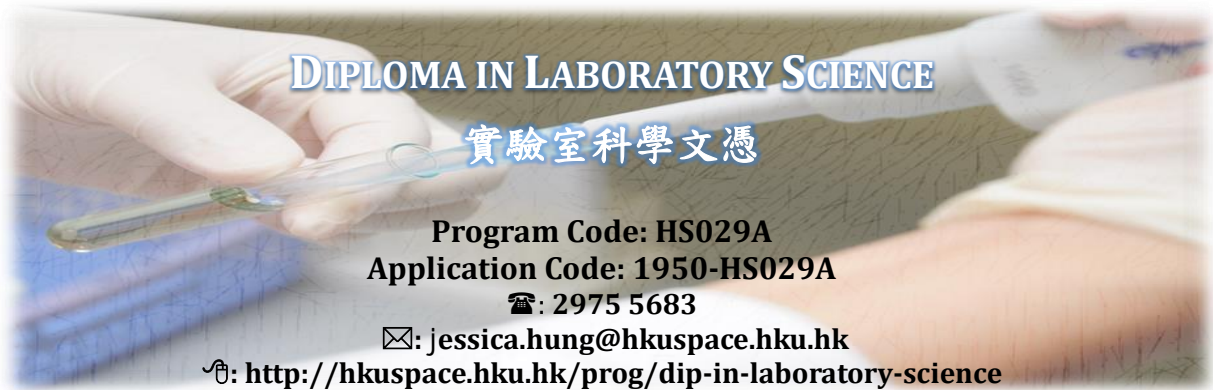 DIPLOMA IN LABORATORY SCIENCE
實驗室科學文憑
Program Code: HS029A
Application Code: 1950-HS029A
☎: 2975 5683
✉: jessica.hung@hkuspace.hku.hk
🖰: http://hkuspace.hku.hk/prog/dip-in-laboratory-science